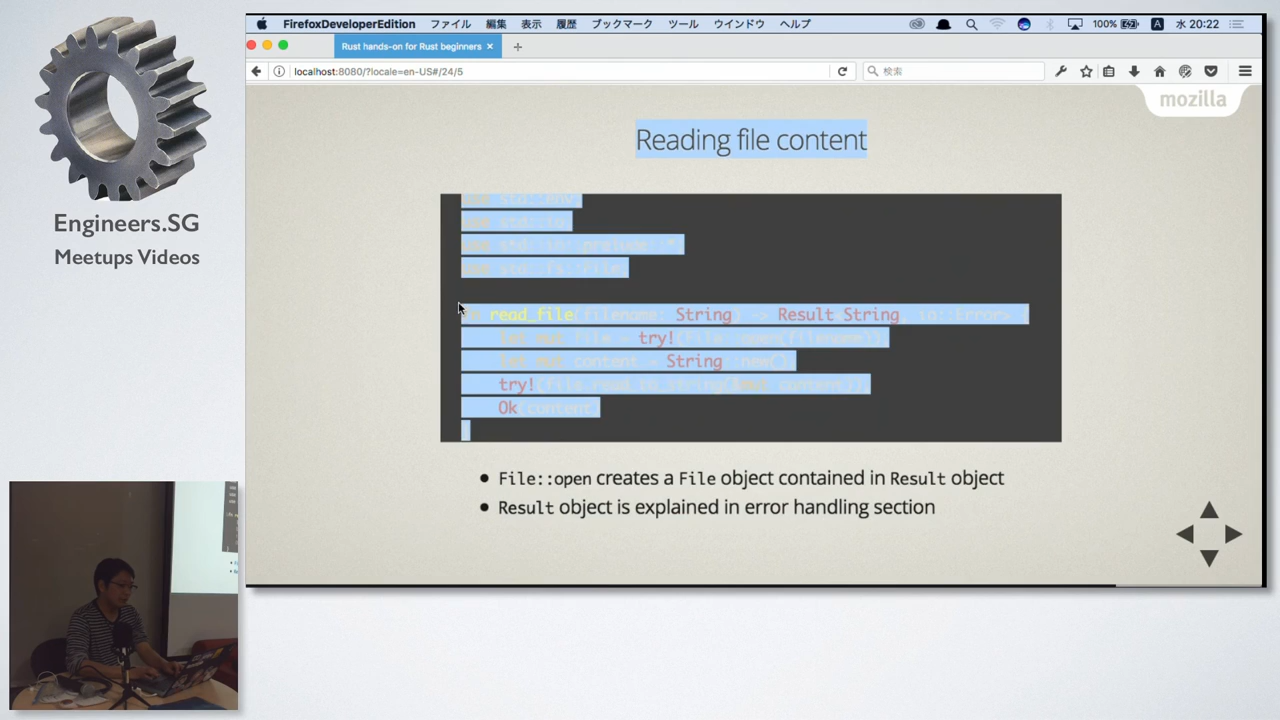 FirefoxDeveloperEdition ファイル 編集 表示 履歴 ブックマーク ツール ウインドウ ヘルプ 100% A 水 20:22
Rust hands-on for Rust beginners × +
localhost:8080/?locale=en-US#/24/5 検索
mozilla
Reading file content
use std::env;
use std::io;
use std::io::prelude::*;
use std::fs::File;
fn read_file(filename: String) -> Result<String, io::Error> {
let mut file = try!(File::open(filename));
let mut content = String::new();
try!(file.read_to_string(&mut content));
Ok(content)
}
• File::open creates a File object contained in Result object
• Result object is explained in error handling section
Engineers.SG
Meetups Videos